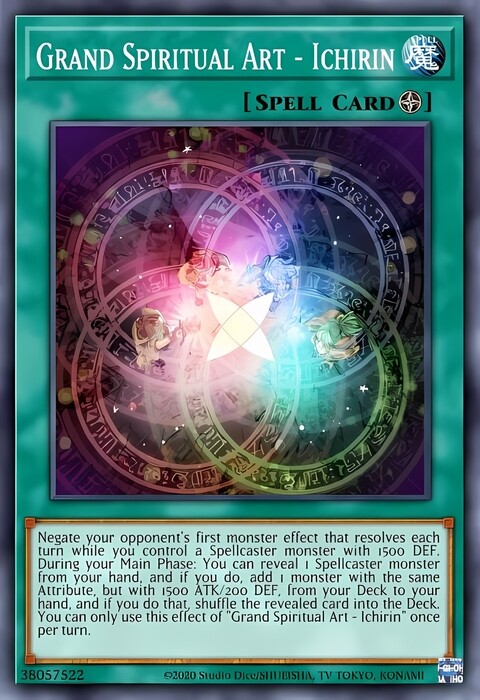 GRAND SPIRITUAL ART - ICHIRIN 魔
[SPELL CARD]
Negate your opponent's first monster effect that resolves each
turn while you control a Spellcaster monster with 1500 DEF.
During your Main Phase: You can reveal 1 Spellcaster monster
from your hand, and if you do, add 1 monster with the same
Attribute, but with 1500 ATK/200 DEF, from your Deck to your
hand, and if you do that, shuffle the revealed card into the Deck.
You can only use this effect of "Grand Spiritual Art - Ichirin" once
per turn.
38057522
©2020 Studio Dice/SHUEISHA, TV TOKYO, KONAMI